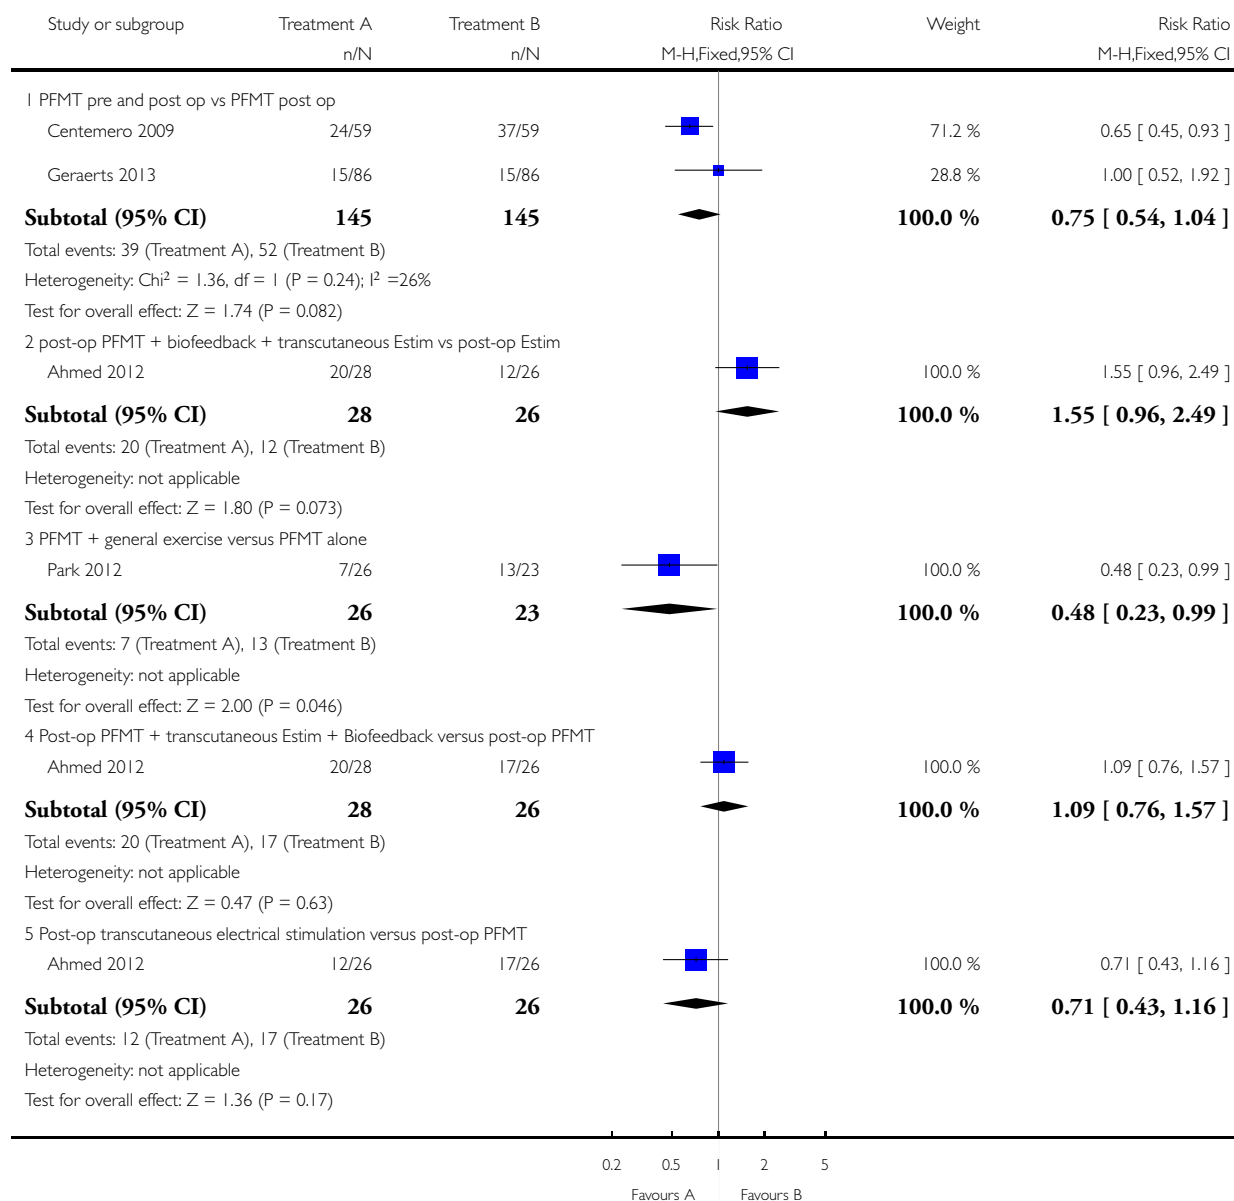 Study or subgroup Treatment A Treatment B Risk Ratio Weight Risk Ratio
n/N n/N M-H,Fixed,95% CI M-H,Fixed,95% CI
1 PFMT pre and post op vs PFMT post op
Centemero 2009 24/59 37/59 71.2 % 0.65 [ 0.45, 0.93 ]
Geraerts 2013 15/86 15/86 28.8 % 1.00 [ 0.52, 1.92 ]
Subtotal (95% CI) 145 145 100.0 % 0.75 [ 0.54, 1.04 ]
Total events: 39 (Treatment A), 52 (Treatment B)
Heterogeneity: Chi² = 1.36, df = 1 (P = 0.24); I² =26%
Test for overall effect: Z = 1.74 (P = 0.082)
2 post-op PFMT + biofeedback + transcutaneous Estim vs post-op Estim
Ahmed 2012 20/28 12/26 100.0 % 1.55 [ 0.96, 2.49 ]
Subtotal (95% CI) 28 26 100.0 % 1.55 [ 0.96, 2.49 ]
Total events: 20 (Treatment A), 12 (Treatment B)
Heterogeneity: not applicable
Test for overall effect: Z = 1.80 (P = 0.073)
3 PFMT + general exercise versus PFMT alone
Park 2012 7/26 13/23 100.0 % 0.48 [ 0.23, 0.99 ]
Subtotal (95% CI) 26 23 100.0 % 0.48 [ 0.23, 0.99 ]
Total events: 7 (Treatment A), 13 (Treatment B)
Heterogeneity: not applicable
Test for overall effect: Z = 2.00 (P = 0.046)
4 Post-op PFMT + transcutaneous Estim + Biofeedback versus post-op PFMT
Ahmed 2012 20/28 17/26 100.0 % 1.09 [ 0.76, 1.57 ]
Subtotal (95% CI) 28 26 100.0 % 1.09 [ 0.76, 1.57 ]
Total events: 20 (Treatment A), 17 (Treatment B)
Heterogeneity: not applicable
Test for overall effect: Z = 0.47 (P = 0.63)
5 Post-op transcutaneous electrical stimulation versus post-op PFMT
Ahmed 2012 12/26 17/26 100.0 % 0.71 [ 0.43, 1.16 ]
Subtotal (95% CI) 26 26 100.0 % 0.71 [ 0.43, 1.16 ]
Total events: 12 (Treatment A), 17 (Treatment B)
Heterogeneity: not applicable
Test for overall effect: Z = 1.36 (P = 0.17)
0.2 0.5 1 2 5
Favours A Favours B